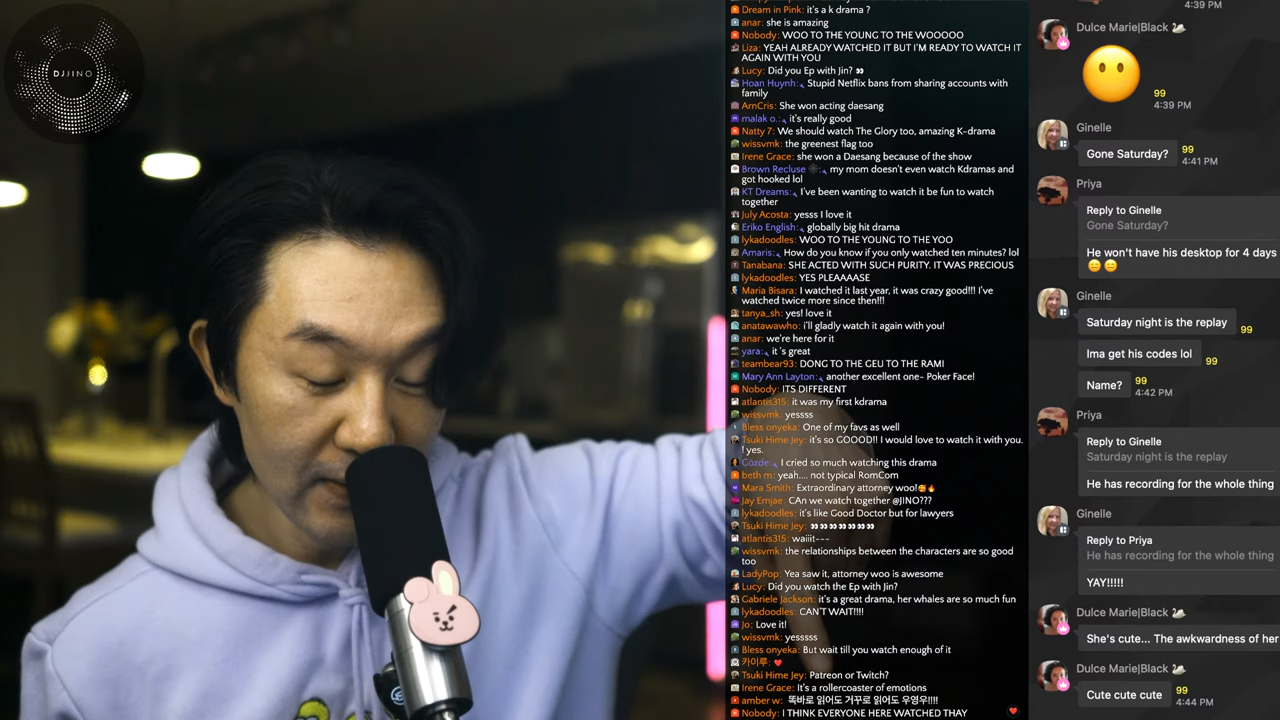 DJJINO
Dream in Pink: it's a k drama ?
anar: she is amazing
Nobody: WOO TO THE YOUNG TO THE WOOOOO
Liza: YEAH ALREADY WATCHED IT BUT I'M READY TO WATCH IT
AGAIN WITH YOU
Lucy: Did you Ep with Jin? 👀
Hoan Huynh: Stupid Netflix bans from sharing accounts with
family
ArnCris: She won acting daesang
malak o.: it's really good
Natty 7: We should watch The Glory too, amazing K-drama
wissvmk: the greenest flag too
Irene Grace: she won a Daesang because of the show
Brown Recluse 🕷: my mom doesn't even watch Kdramas and
got hooked lol
KT Dreams: I've been wanting to watch it be fun to watch
together
July Acosta: yesss I love it
Eriko English: globally big hit drama
lykadoodles: WOO TO THE YOUNG TO THE YOO
Amaris: How do you know if you only watched ten minutes? lol
Tanabana: SHE ACTED WITH SUCH PURITY. IT WAS PRECIOUS
lykadoodles: YES PLEAAAASE
Maria Bisara: I watched it last year, it was crazy good!!! I've
watched twice more since then!!!
tanya_sh: yes! love it
anatawawho: i'll gladly watch it again with you!
anar: we're here for it
yara: it 's great
teambear93: DONG TO THE GEU TO THE RAMI
Mary Ann Layton: another excellent one- Poker Face!
Nobody: ITS DIFFERENT
atlantis315: it was my first kdrama
wissvmk: yessss
Bless onyeka: One of my favs as well
Tsuki Hime Jey: it's so GOOOD!! I would love to watch it with you.
! yes.
Gözde: I cried so much watching this drama
beth m: yeah.... not typical RomCom
Mara Smith: Extraordinary attorney woo!🥰🔥
Jay Emjae: CAn we watch together @JINO???
lykadoodles: it's like Good Doctor but for lawyers
Tsuki Hime Jey: 👀👀👀👀👀👀👀
atlantis315: waiiit---
wissvmk: the relationships between the characters are so good
too
LadyPop: Yea saw it, attorney woo is awesome
Lucy: Did you watch the Ep with Jin?
Gabriele Jackson: it's a great drama, her whales are so much fun
lykadoodles: CAN'T WAIT!!!!
Jo: Love it!
wissvmk: yesssss
Bless onyeka: But wait till you watch enough of it
카이루: ❤️
Tsuki Hime Jey: Patreon or Twitch?
Irene Grace: It's a rollercoaster of emotions
amber w: 똑바로 읽어도 거꾸로 읽어도 우영우!!!!
Nobody: I THINK EVERYONE HERE WATCHED THAY
4:39 PM
Dulce Marie|Black 🦢
😶
99
4:39 PM
Ginelle
Gone Saturday?
99
4:41 PM
Priya
Reply to Ginelle
Gone Saturday?
He won't have his desktop for 4 days
😑😑
Ginelle
Saturday night is the replay
99
Ima get his codes lol
99
Name?
99
4:42 PM
Priya
Reply to Ginelle
Saturday night is the replay
He has recording for the whole thing
Ginelle
Reply to Priya
He has recording for the whole thing
YAY!!!!!
Dulce Marie|Black 🦢
She's cute... The awkwardness of her
Dulce Marie|Black 🦢
Cute cute cute
99
4:44 PM